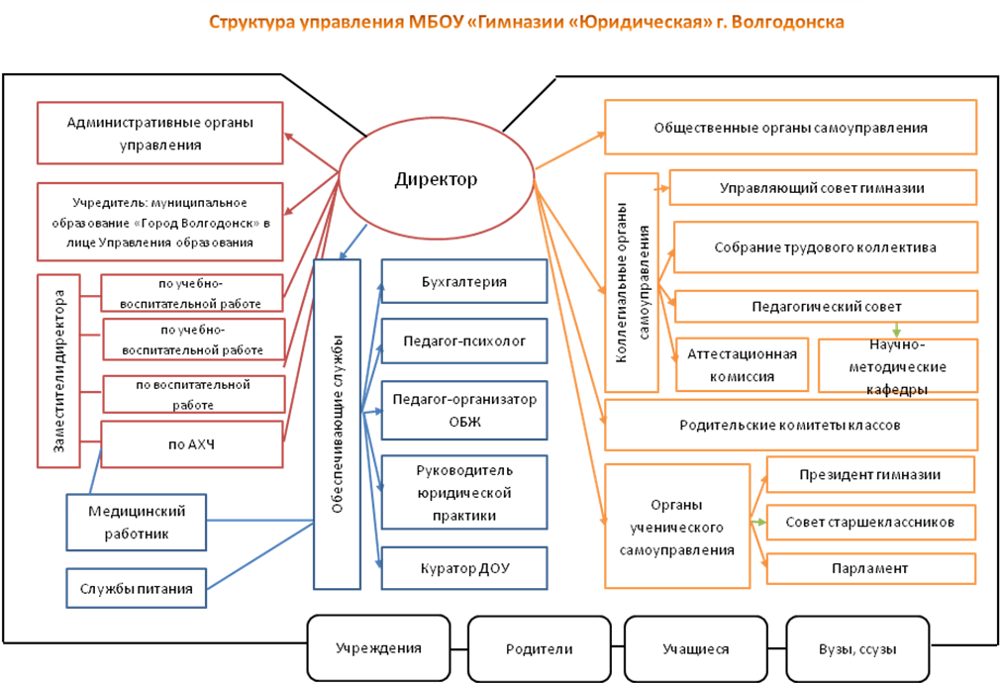 Структура управления МБОУ «Гимназии «Юридическая» г. Волгодонска
Директор
Административные органы
управления
Учредитель: муниципальное
образование «Город Волгодонск» в
лице Управления образования
Заместители директора
по учебно-
воспитательной работе
по учебно-
воспитательной работе
по воспитательной
работе
по АХЧ
Медицинский
работник
Службы питания
Обеспечивающие службы
Бухгалтерия
Педагог-психолог
Педагог-организатор
ОБЖ
Руководитель
юридической
практики
Куратор ДОУ
Общественные органы самоуправления
Коллегиальные органы
самоуправления
Управляющий совет гимназии
Собрание трудового коллектива
Педагогический совет
Аттестационная
комиссия
Научно-
методические
кафедры
Родительские комитеты классов
Органы
ученического
самоуправления
Президент гимназии
Совет старшеклассников
Парламент
Учреждения
Родители
Учащиеся
Вузы, ссузы